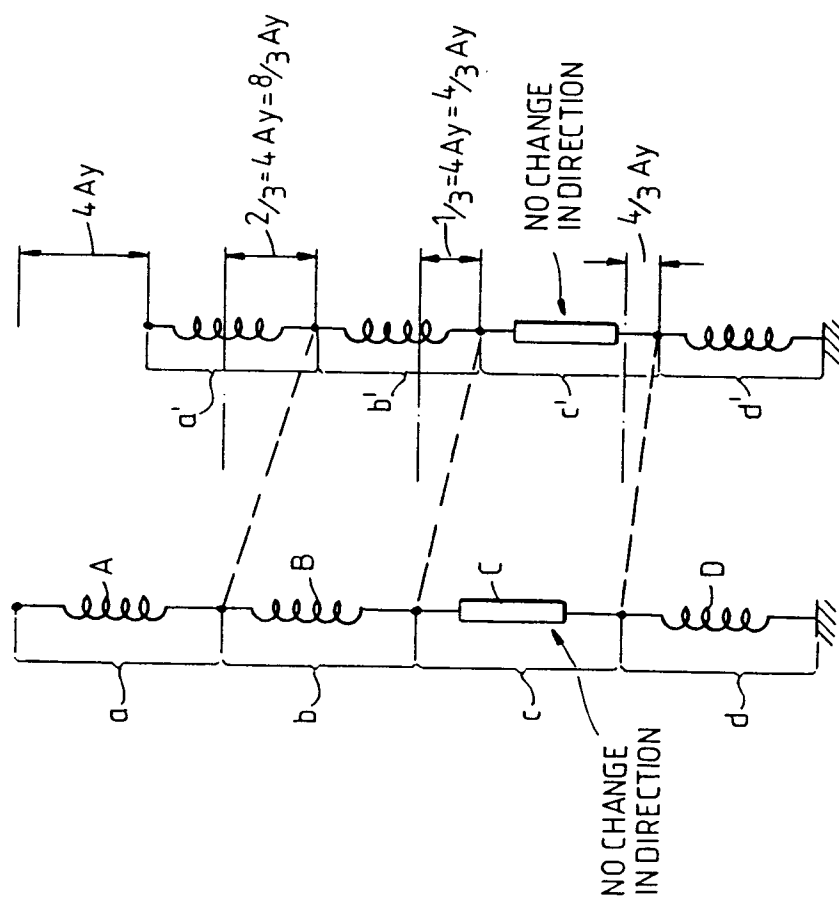 4 Ay
2/3=4 Ay=8/3 Ay
1/3=4 Ay=4/3 Ay
NO CHANGE
IN DIRECTION
4/3 Ay
a'
b'
c'
d'
A
B
C
D
a
b
c
d
NO CHANGE
IN DIRECTION